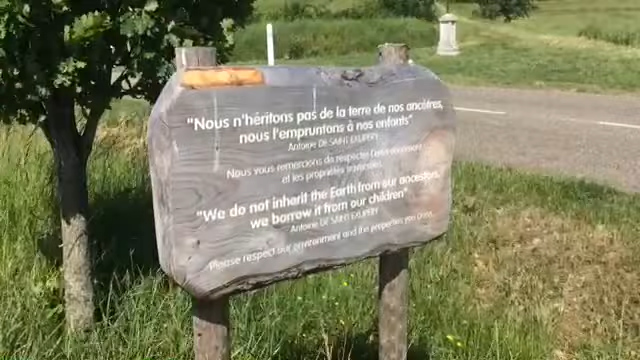 "Nous n'héritons pas de la terre de nos ancêtres,
nous l'empruntons à nos enfants"
Antoine DE SAINT EXUPERY
Nous vous remercions de respecter l'environnement
et les propriétés traversées.
"We do not inherit the Earth from our ancestors,
we borrow it from our children"
Antoine DE SAINT EXUPERY
Please respect our environment and the properties you cross.